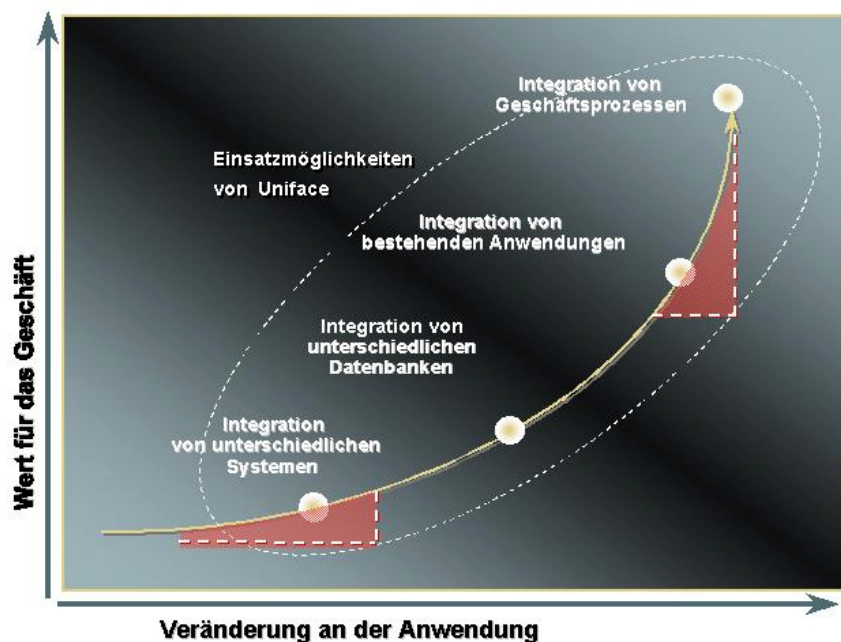 Integration von
Geschäftsprozessen
Einsatzmöglichkeiten
von Uniface
Integration von
bestehenden Anwendungen
Integration von
unterschiedlichen
Datenbanken
Integration
von unterschiedlichen
Systemen
Wert für das Geschäft
Veränderung an der Anwendung